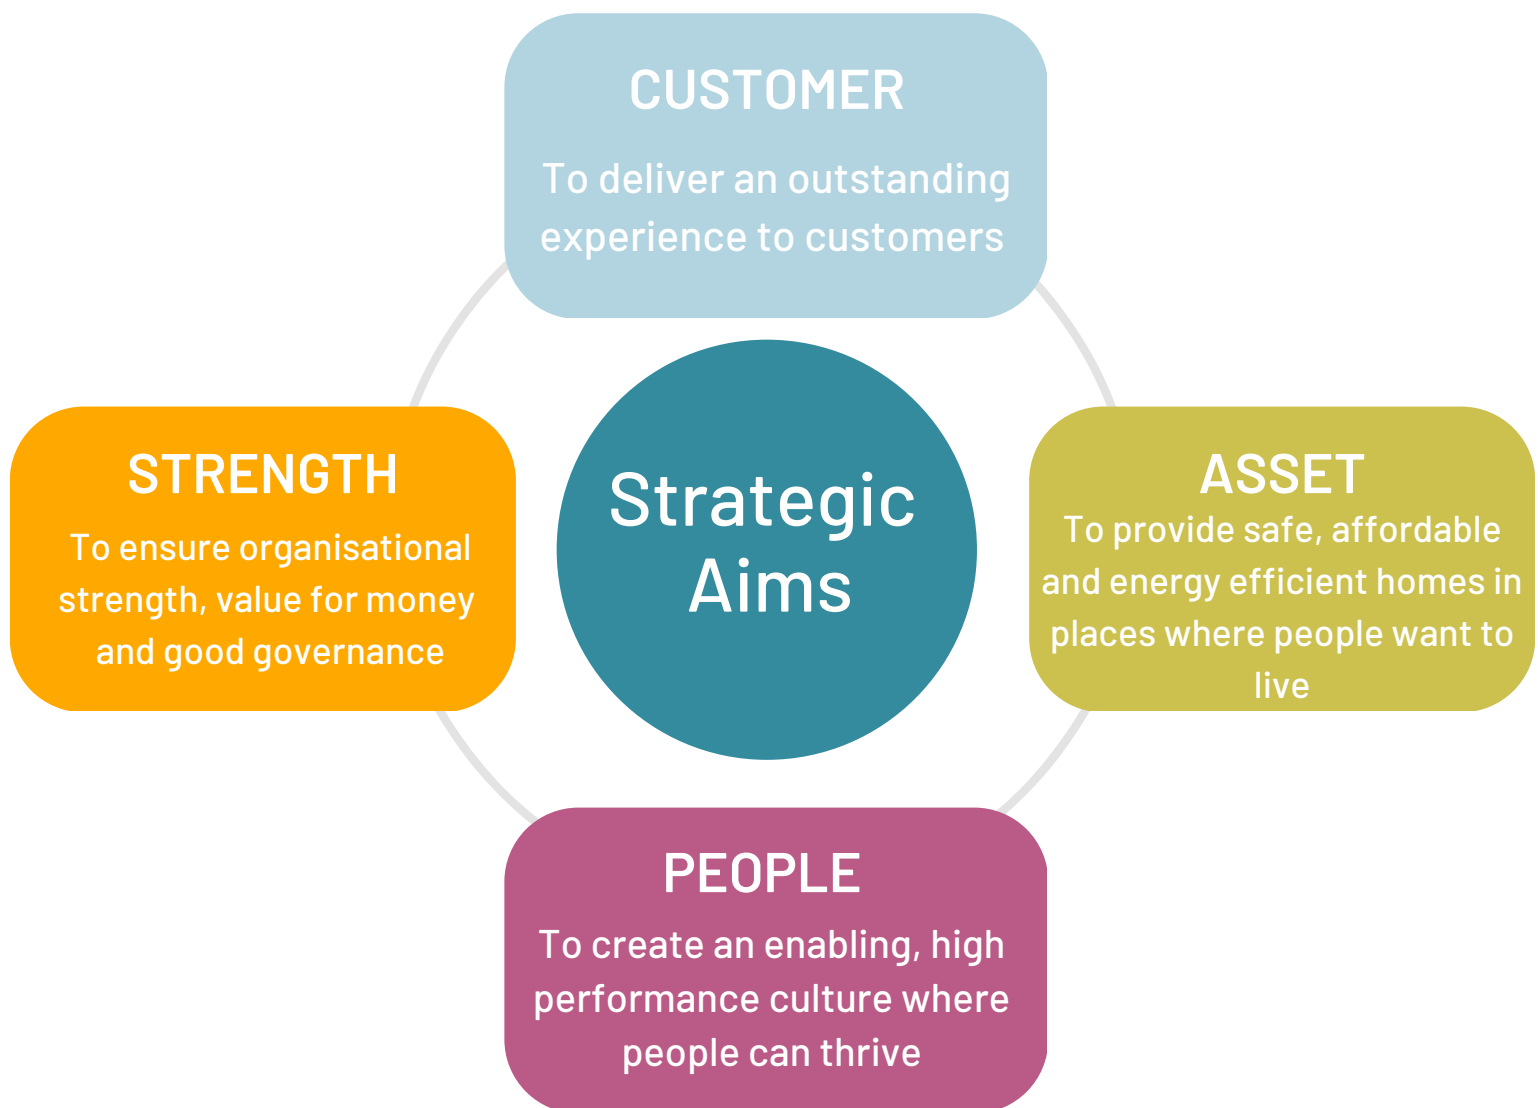 CUSTOMER
To deliver an outstanding
experience to customers
STRENGTH
To ensure organisational
strength, value for money
and good governance
Strategic
Aims
ASSET
To provide safe, affordable
and energy efficient homes in
places where people want to
live
PEOPLE
To create an enabling, high
performance culture where
people can thrive